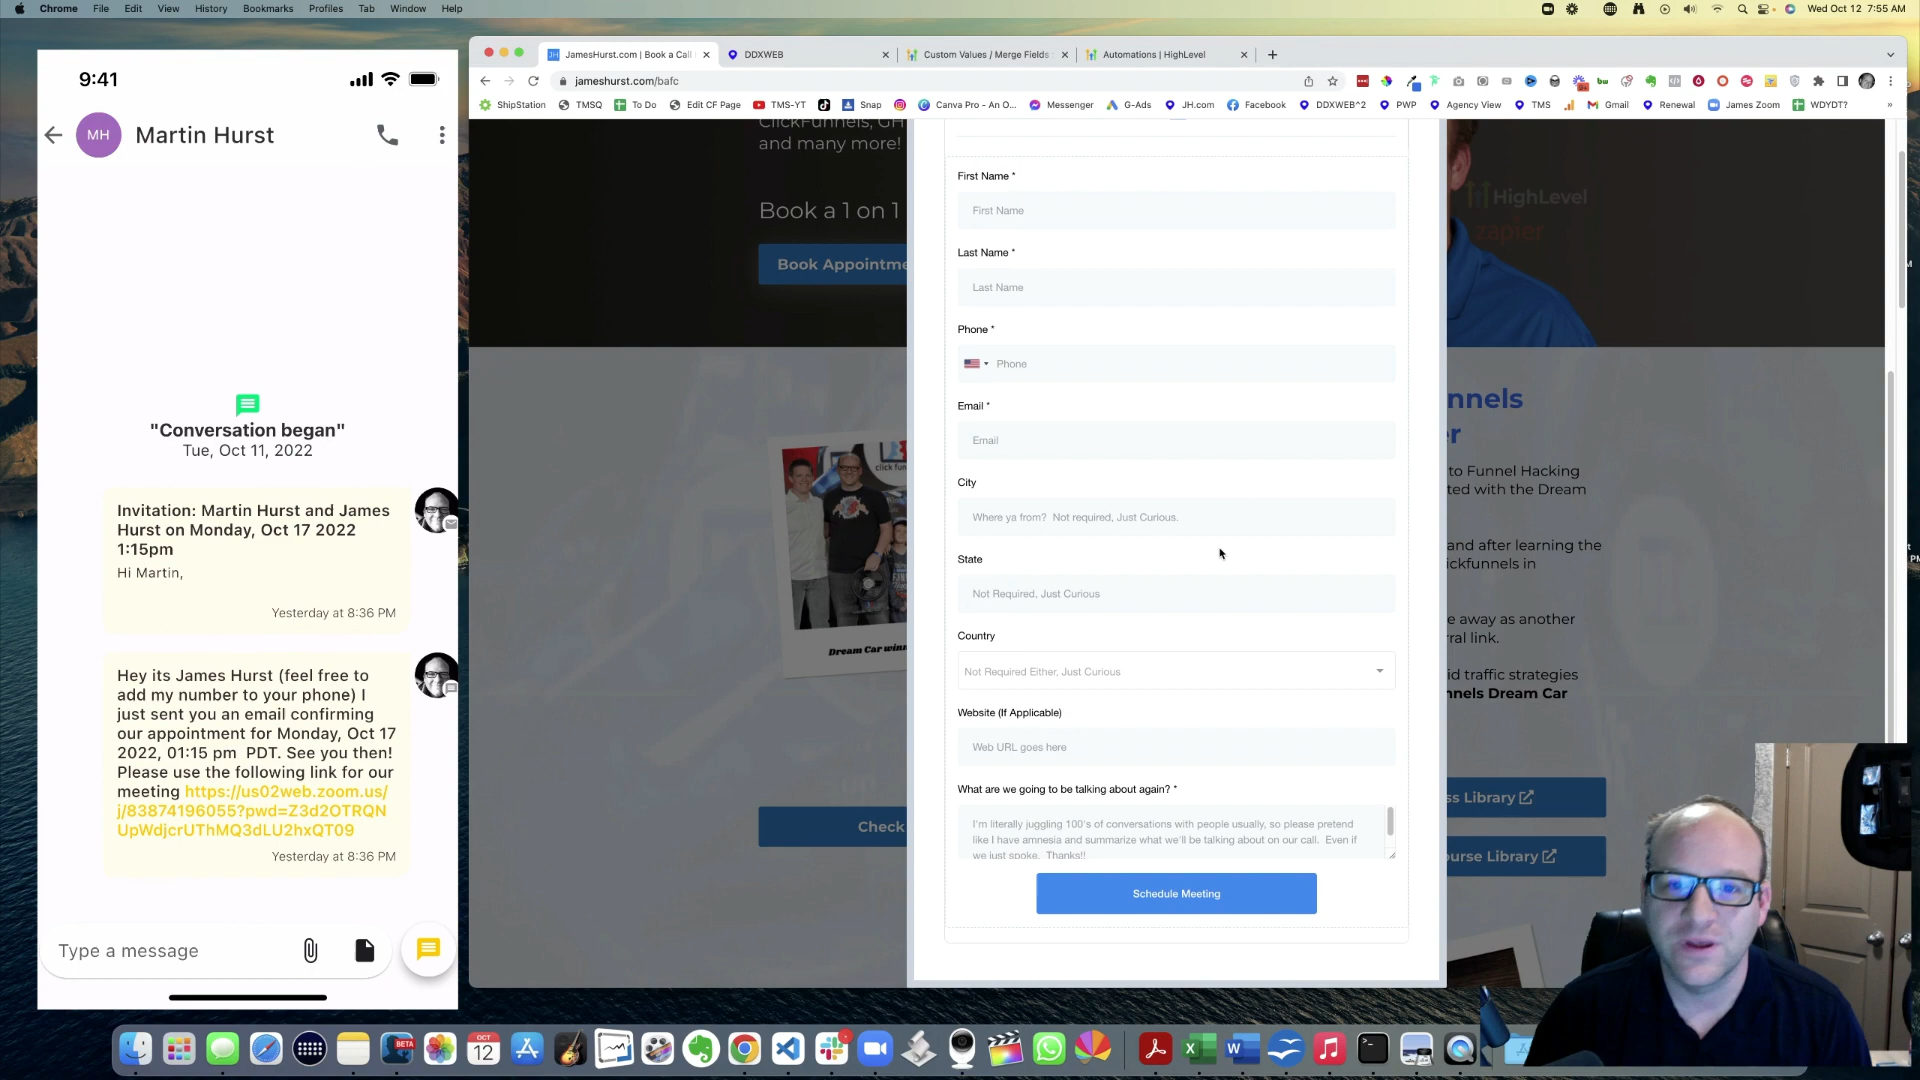 Chrome File Edit View History Bookmarks Profiles Tab Window Help
Wed Oct 12 7:55 AM
9:41
MH Martin Hurst
"Conversation began"
Tue, Oct 11, 2022
Invitation: Martin Hurst and James
Hurst on Monday, Oct 17 2022
1:15pm
Hi Martin,
Yesterday at 8:36 PM
Hey its James Hurst (feel free to
add my number to your phone) I
just sent you an email confirming
our appointment for Monday, Oct 17
2022, 01:15 pm PDT. See you then!
Please use the following link for our
meeting https://us02web.zoom.us/
j/83874196055?pwd=Z3d2OTRQN
UpWdjcrUThMQ3dLU2hxQT09
Yesterday at 8:36 PM
Type a message
JamesHurst.com | Book a Call
DDXWEB
Custom Values / Merge Fields
Automations | HighLevel
jameshurst.com/bafc
ShipStation TMSQ To Do Edit CF Page TMS-YT Snap Canva Pro - An O... Messenger G-Ads JH.com Facebook DDXWEB^2 PWP Agency View TMS Gmail Renewal James Zoom WDYDT? »
ClickFunnels, GH
and many more!
Book a 1 on 1
Book Appointme
HighLevel
zapier
click fun
Dream Car winn
Check
First Name *
First Name
Last Name *
Last Name
Phone *
Phone
Email *
Email
City
Where ya from? Not required, Just Curious.
State
Not Required, Just Curious
Country
Not Required Either, Just Curious
Website (If Applicable)
Web URL goes here
What are we going to be talking about again? *
I'm literally juggling 100's of conversations with people usually, so please pretend
like I have amnesia and summarize what we'll be talking about on our call. Even if
we just spoke. Thanks!!
Schedule Meeting
nnels
r
to Funnel Hacking
ted with the Dream
and after learning the
ickfunnels in
e away as another
ral link.
id traffic strategies
nnels Dream Car
ss Library
ourse Library
BETA
OCT
12